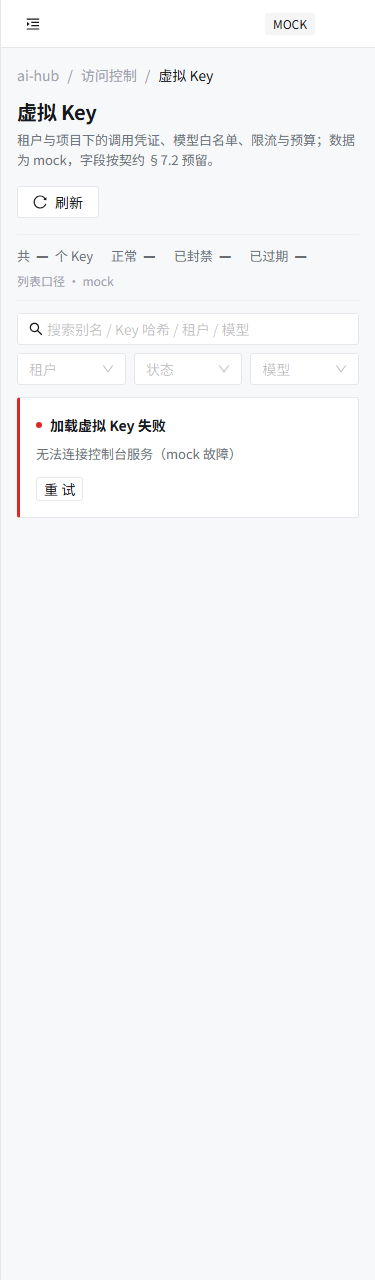 MOCK
ai-hub / 访问控制 / 虚拟 Key
虚拟 Key
租户与项目下的调用凭证、模型白名单、限流与预算；数据
为 mock，字段按契约 §7.2 预留。
刷新
共 — 个 Key 正常 — 已封禁 — 已过期 —
列表口径 · mock
搜索别名 / Key 哈希 / 租户 / 模型
租户 状态 模型
加载虚拟 Key 失败
无法连接控制台服务（mock 故障）
重 试